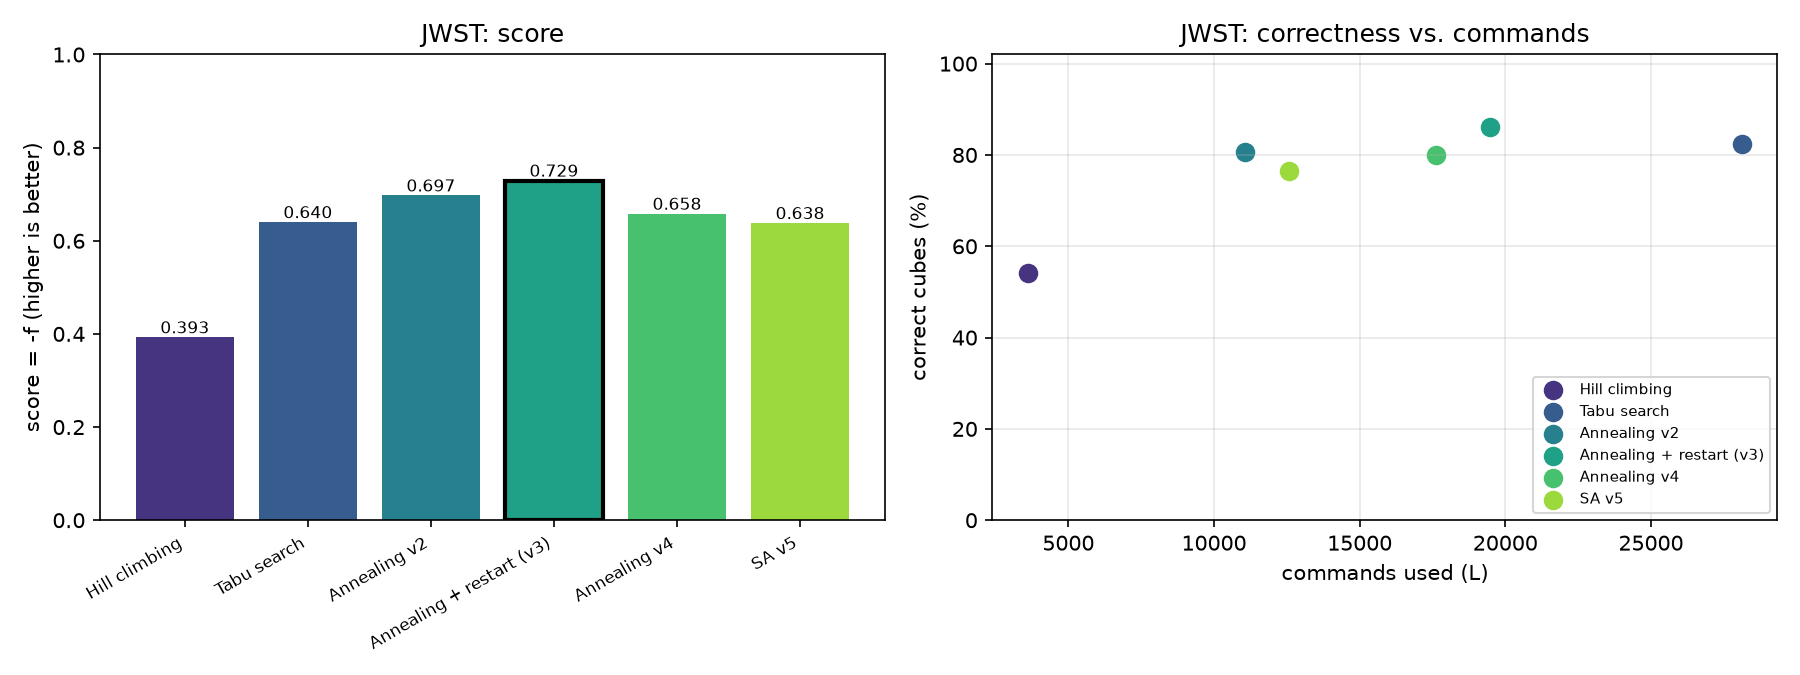 JWST: score
score = -f (higher is better)
1.0
0.8
0.6
0.4
0.2
0.0
0.393
0.640
0.697
0.729
0.658
0.638
Hill climbing
Tabu search
Annealing v2
Annealing + restart (v3)
Annealing v4
SA v5
JWST: correctness vs. commands
correct cubes (%)
100
80
60
40
20
0
5000
10000
15000
20000
25000
commands used (L)
Hill climbing
Tabu search
Annealing v2
Annealing + restart (v3)
Annealing v4
SA v5